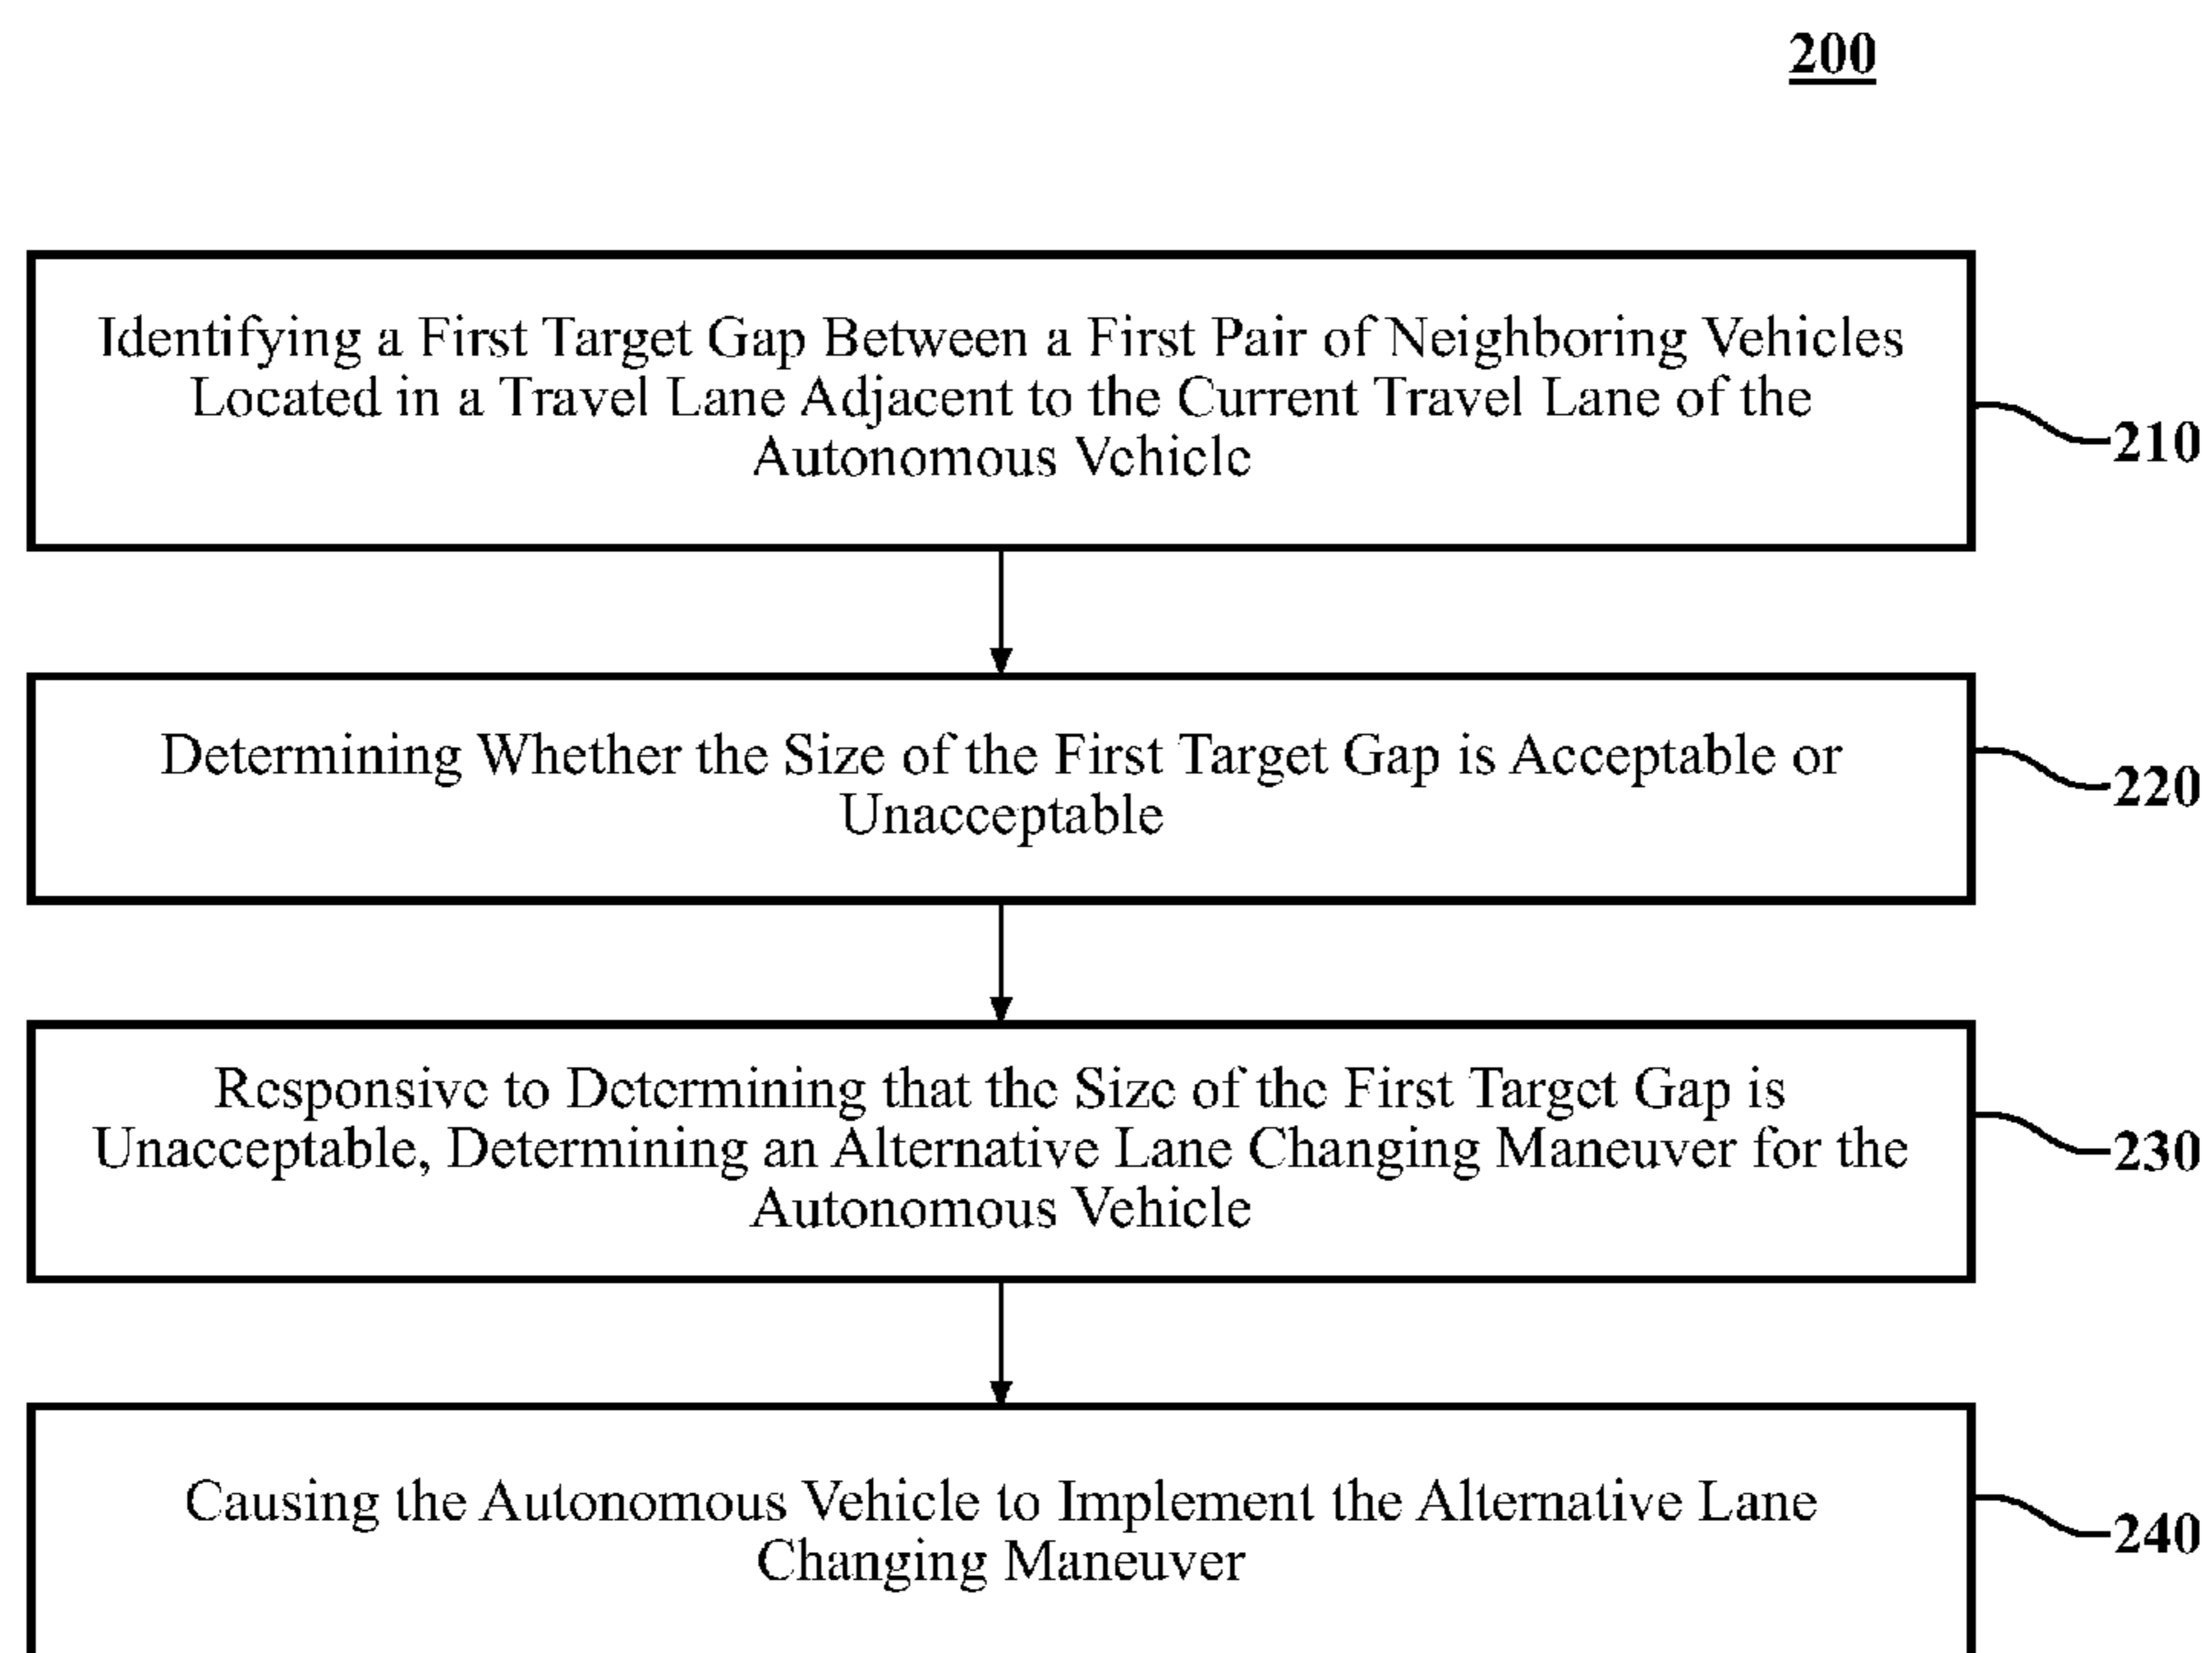 200
Identifying a First Target Gap Between a First Pair of Neighboring Vehicles
Located in a Travel Lane Adjacent to the Current Travel Lane of the
Autonomous Vehicle
210
Determining Whether the Size of the First Target Gap is Acceptable or
Unacceptable
220
Responsive to Determining that the Size of the First Target Gap is
Unacceptable, Determining an Alternative Lane Changing Maneuver for the
Autonomous Vehicle
230
Causing the Autonomous Vehicle to Implement the Alternative Lane
Changing Maneuver
240